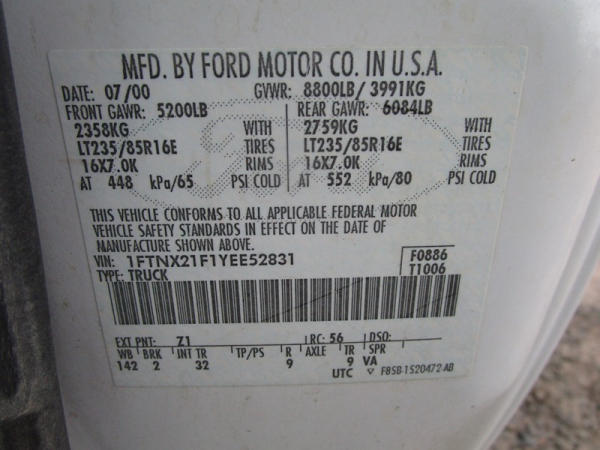 MFD. BY FORD MOTOR CO. IN U.S.A.
DATE: 07/00 GVWR: 8800LB/ 3991KG
FRONT GAWR: 5200LB REAR GAWR: 6084LB
2358KG WITH 2759KG WITH
LT235/85R16E TIRES LT235/85R16E TIRES
16X7.0K RIMS 16X7.0K RIMS
AT 448 kPa/65 PSI COLD AT 552 kPa/80 PSI COLD
THIS VEHICLE CONFORMS TO ALL APPLICABLE FEDERAL MOTOR
VEHICLE SAFETY STANDARDS IN EFFECT ON THE DATE OF
MANUFACTURE SHOWN ABOVE.
VIN: 1FTNX21F1YEE52831 F0886
TYPE: TRUCK T1006
EXT PNT: Z1 RC: 56 DSO:
WB BRK INT TR TP/PS R AXLE TR SPR
142 2 32 9 9 VA
UTC F85B-1520472-AB